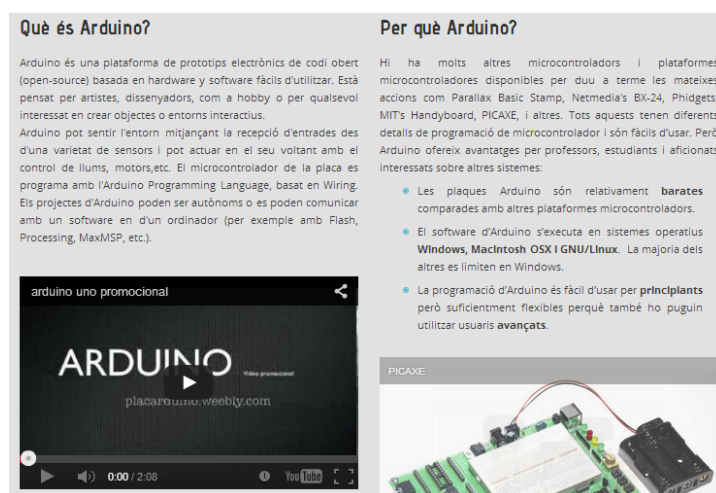 Què és Arduino?
Arduino és una plataforma de prototips electrònics de codi obert
(open-source) basada en hardware y software fàcils d'utilitzar. Està
pensat per artistes, dissenyadors, com a hobby o per qualsevol
interessat en crear objectes o entorns interactius.
Arduino pot sentir l'entorn mitjançant la recepció d'entrades des
d'una varietat de sensors i pot actuar en el seu voltant amb el
control de llums, motors,etc. El microcontrolador de la placa es
programa amb l'Arduino Programming Language, basat en Wiring.
Els projectes d'Arduino poden ser autònoms o es poden comunicar
amb un software en d'un ordinador (per exemple amb Flash,
Processing, MaxMSP, etc.).
arduino uno promocional
ARDUINO
Video promocional
placarduino.weebly.com
0:00 / 2:08
YouTube
Per què Arduino?
Hi ha molts altres microcontroladors i plataformes
microcontroladores disponibles per duu a terme les mateixes
accions com Parallax Basic Stamp, Netmedia's BX-24, Phidgets,
MIT's Handyboard, PICAXE, i altres. Tots aquests tenen diferents
detalls de programació de microcontrolador i són fàcils d'usar. Però
Arduino ofereix avantatges per professors, estudiants i aficionats
interessats sobre altres sistemes:
Les plaques Arduino són relativament barates
comparades amb altres plataformes microcontroladors.
El software d'Arduino s'executa en sistemes operatius
Windows, Macintosh OSX i GNU/Linux. La majoria dels
altres es limiten en Windows.
La programació d'Arduino és fàcil d'usar per principiants
però suficientment flexibles perquè també ho puguin
utilitzar usuaris avançats.
PICAXE